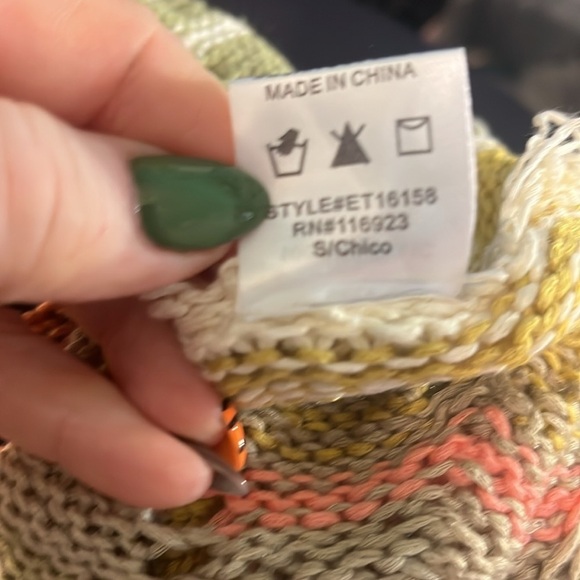 MADE IN CHINA
STYLE#ET16158
RN#116923
S/Chico